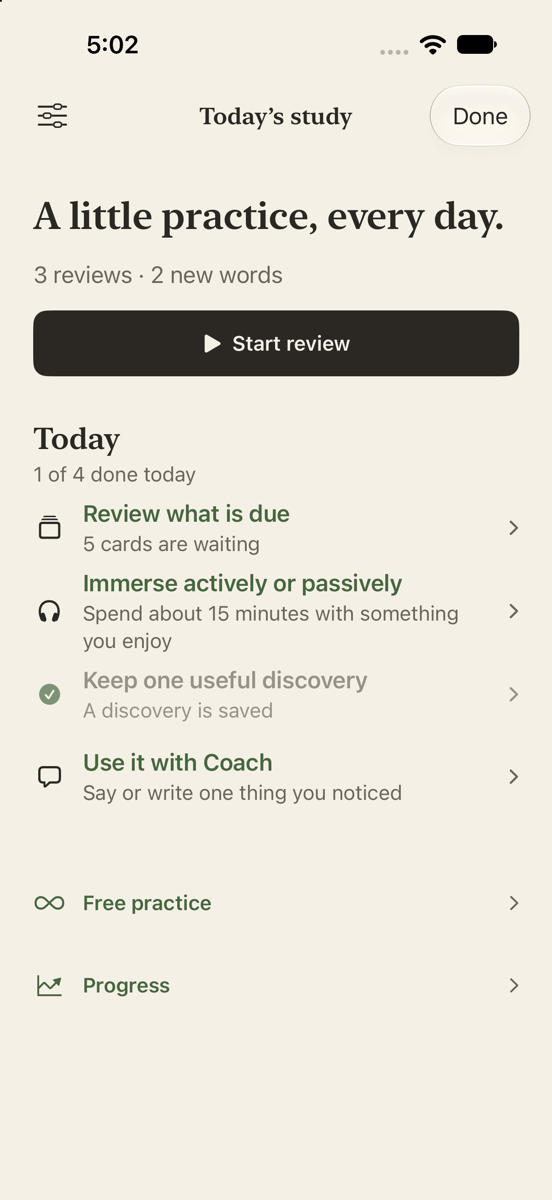 5:02
Today’s study
Done
A little practice, every day.
3 reviews · 2 new words
Start review
Today
1 of 4 done today
Review what is due
5 cards are waiting
Immerse actively or passively
Spend about 15 minutes with something
you enjoy
Keep one useful discovery
A discovery is saved
Use it with Coach
Say or write one thing you noticed
Free practice
Progress